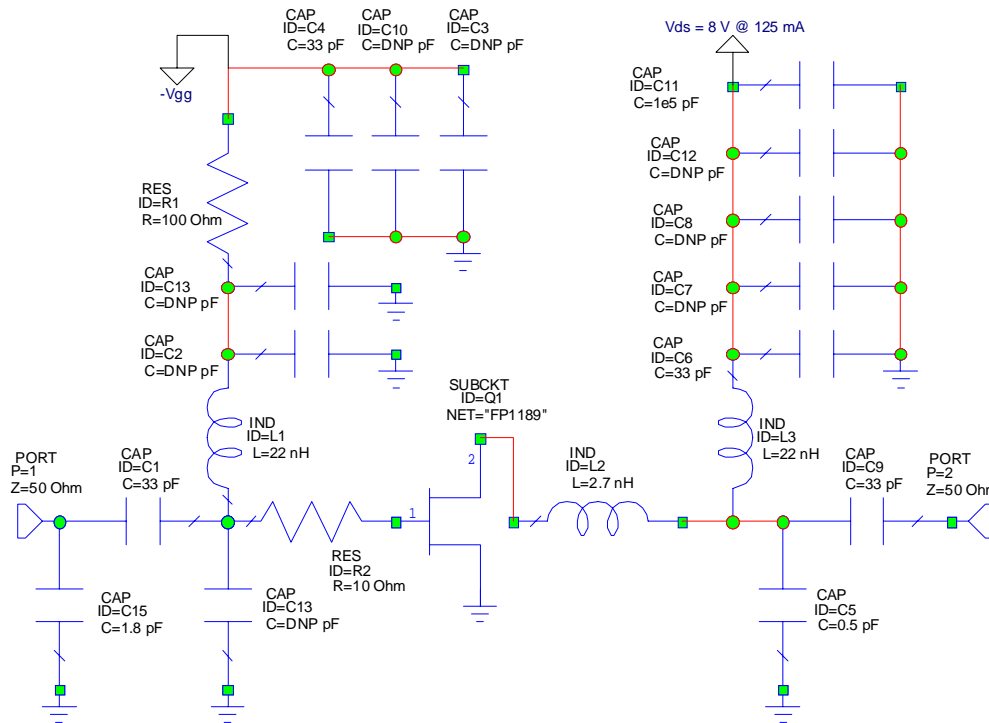 CAP
ID=C4
C=33 pF
CAP
ID=C10
C=DNP pF
CAP
ID=C3
C=DNP pF
Vds = 8 V @ 125 mA
-Vgg
CAP
ID=C11
C=1e5 pF
CAP
ID=C12
C=DNP pF
RES
ID=R1
R=100 Ohm
CAP
ID=C8
C=DNP pF
CAP
ID=C13
C=DNP pF
CAP
ID=C7
C=DNP pF
CAP
ID=C2
C=DNP pF
CAP
ID=C6
C=33 pF
SUBCKT
ID=Q1
NET="FP1189"
IND
ID=L1
L=22 nH
IND
ID=L3
L=22 nH
PORT
P=1
Z=50 Ohm
CAP
ID=C1
C=33 pF
2
1
IND
ID=L2
L=2.7 nH
CAP
ID=C9
C=33 pF
PORT
P=2
Z=50 Ohm
RES
ID=R2
R=10 Ohm
CAP
ID=C15
C=1.8 pF
CAP
ID=C13
C=DNP pF
CAP
ID=C5
C=0.5 pF